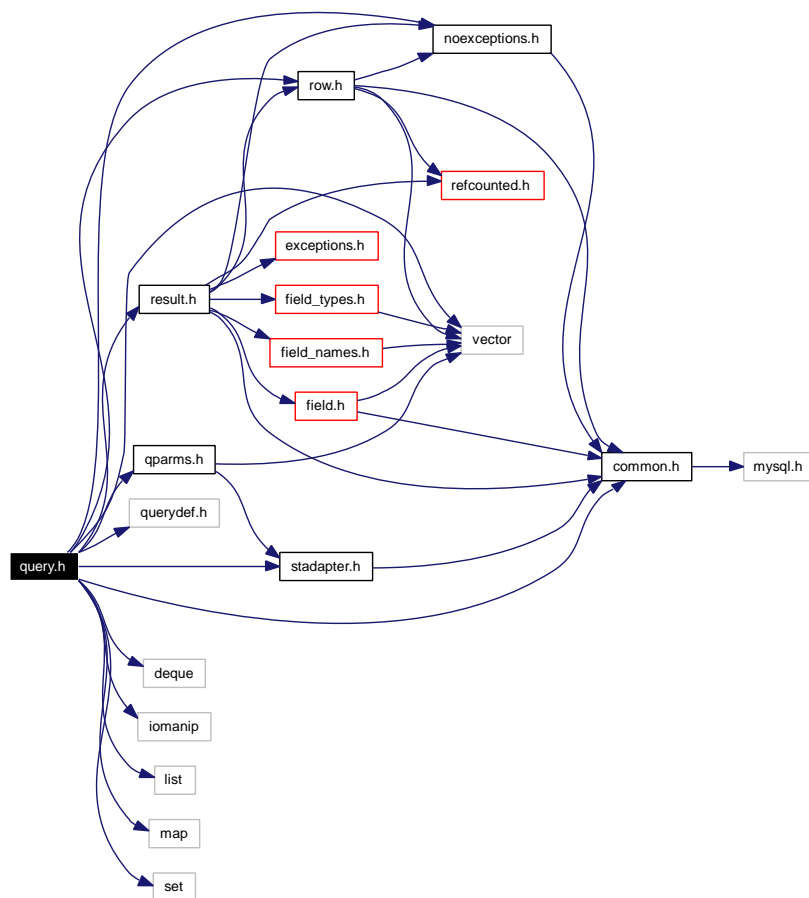 noexceptions.h
row.h
refcounted.h
exceptions.h
result.h
field_types.h
vector
field_names.h
field.h
qparms.h
common.h
mysql.h
querydef.h
query.h
stadapter.h
deque
iomanip
list
map
set